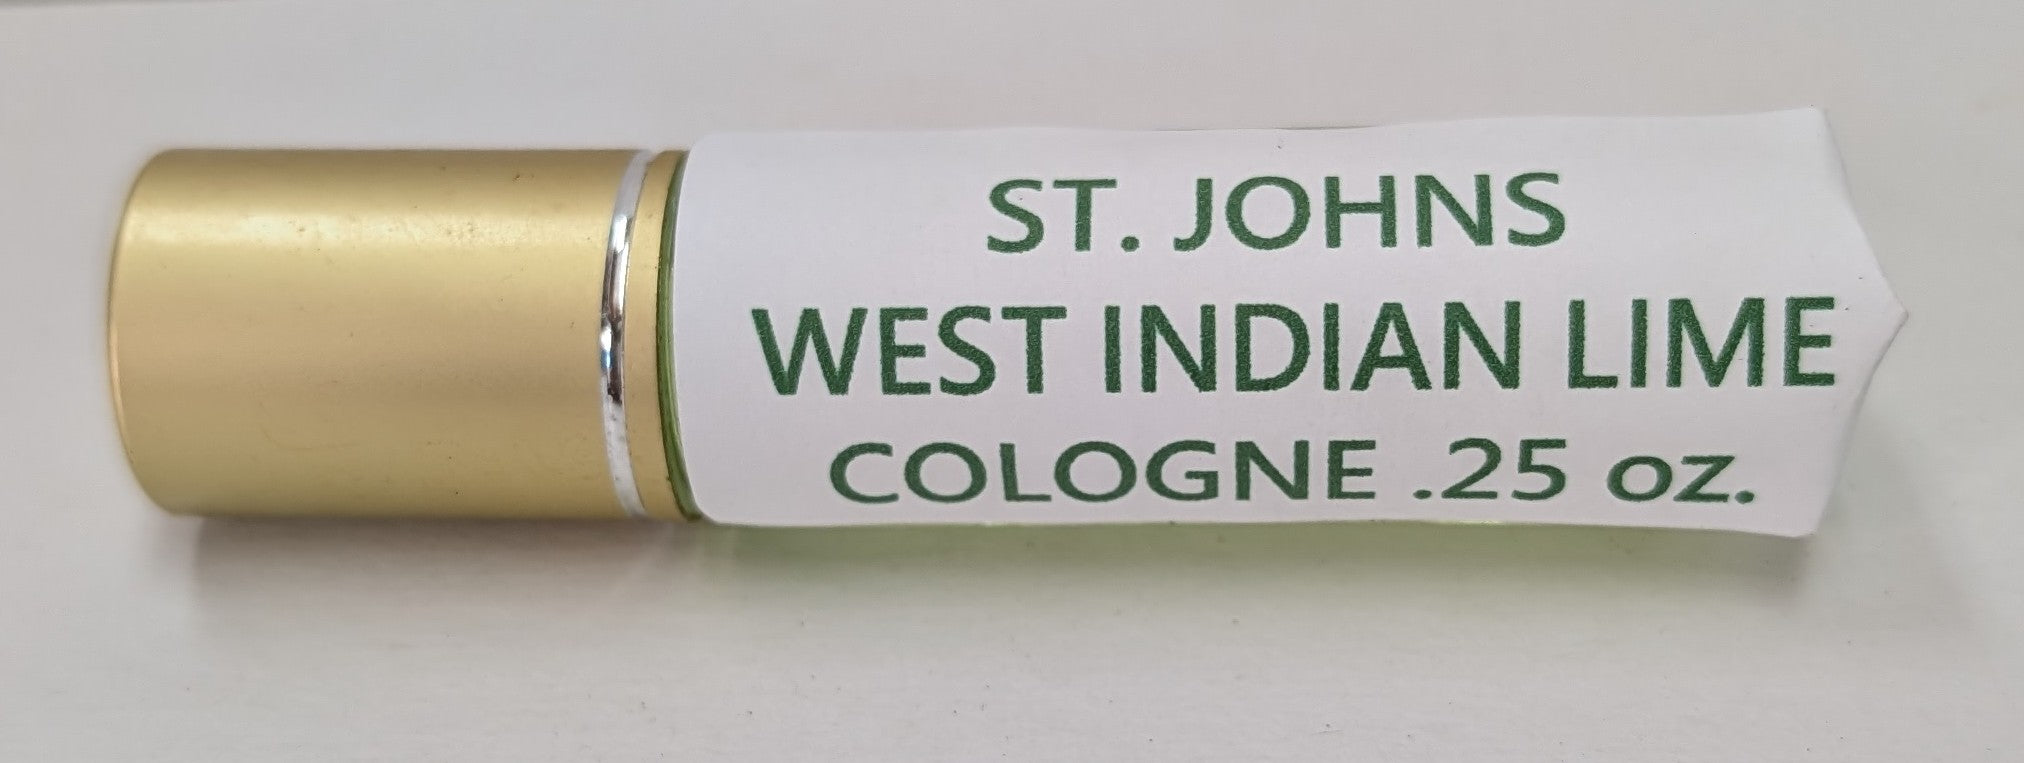 ST. JOHNS
WEST INDIAN LIME
COLOGNE .25 oz.